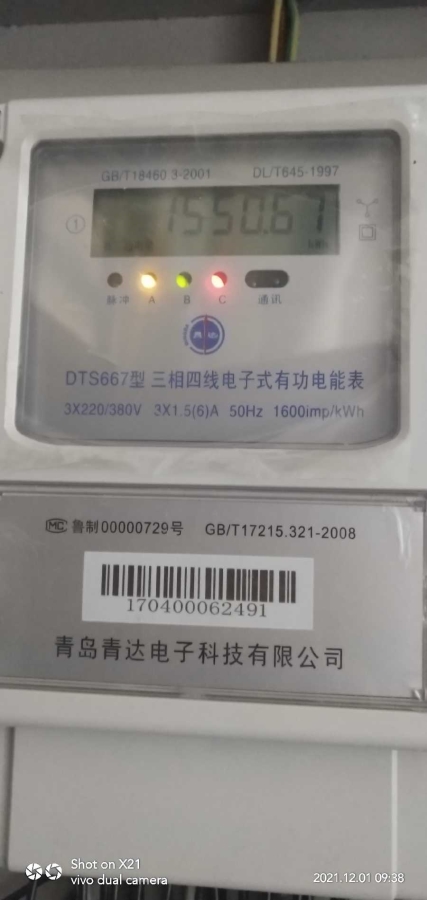 GB/T18460.3-2001 DL/T645-1997
① 1550.67
kWh
脉冲 A B C 通讯
DTS667型 三相四线电子式有功电能表
3X220/380V 3X1.5(6)A 50Hz 1600imp/kWh
MC 鲁制00000729号 GB/T17215.321-2008
170400062491
青岛青达电子科技有限公司
Shot on X21
vivo dual camera
2021.12.01 09:38